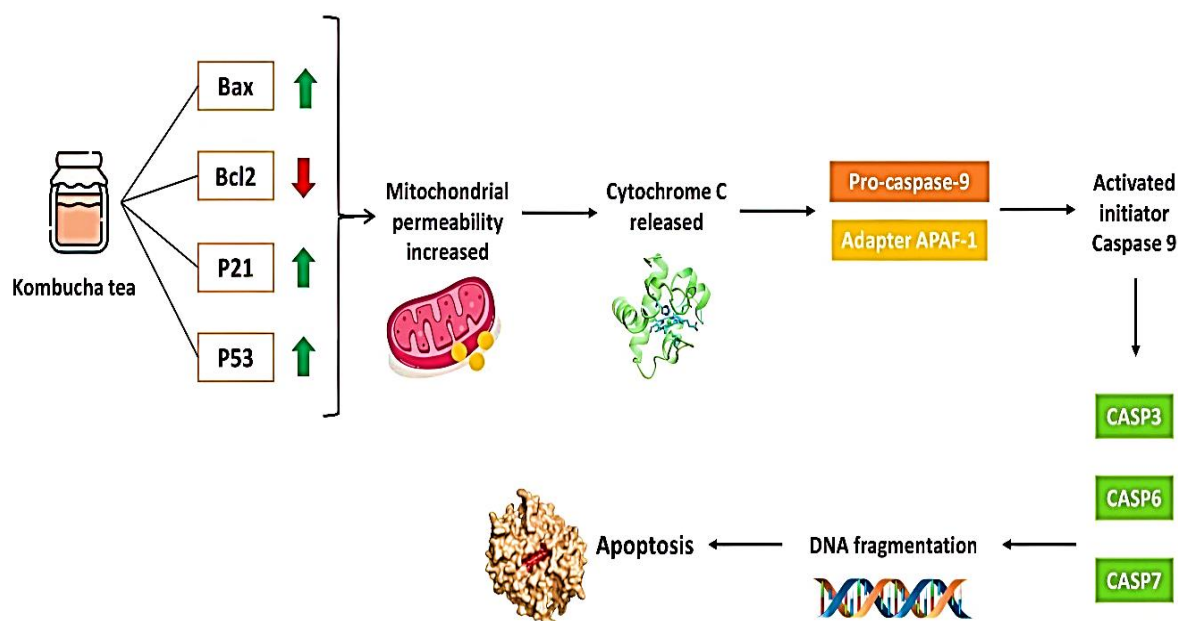 Kombucha tea
Bax
Bcl2
P21
P53
Mitochondrial
permeability
increased
Cytochrome C
released
Pro-caspase-9
Adapter APAF-1
Activated
initiator
Caspase 9
CASP3
CASP6
CASP7
DNA fragmentation
Apoptosis